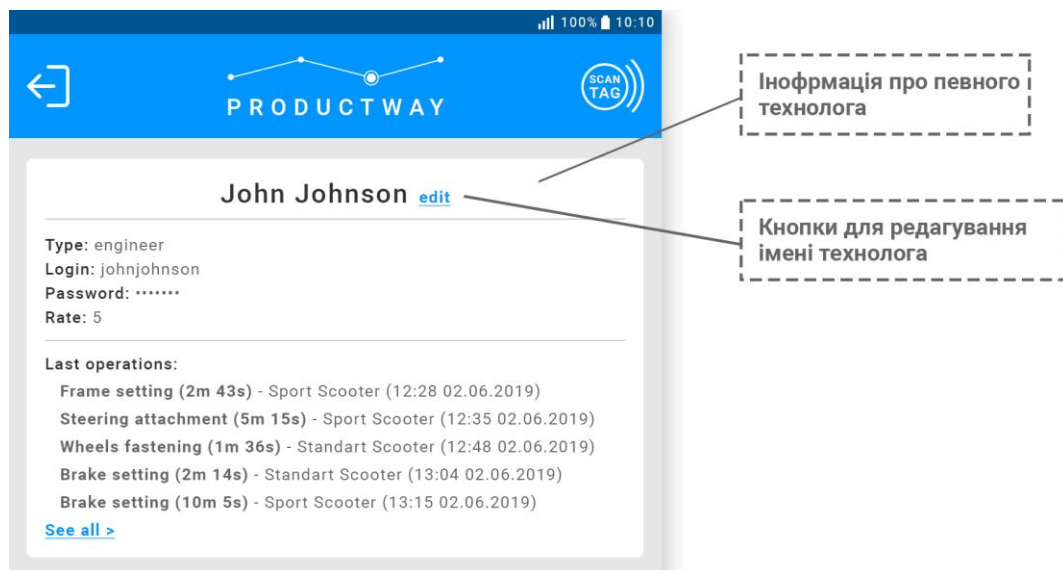 100% 10:10
SCAN
TAG
PRODUCTWAY
John Johnson edit
Type: engineer
Login: johnjohnson
Password: •••••••
Rate: 5
Last operations:
Frame setting (2m 43s) - Sport Scooter (12:28 02.06.2019)
Steering attachment (5m 15s) - Sport Scooter (12:35 02.06.2019)
Wheels fastening (1m 36s) - Standart Scooter (12:48 02.06.2019)
Brake setting (2m 14s) - Standart Scooter (13:04 02.06.2019)
Brake setting (10m 5s) - Sport Scooter (13:15 02.06.2019)
See all >
Інофрмація про певного
технолога
Кнопки для редагування
імені технолога